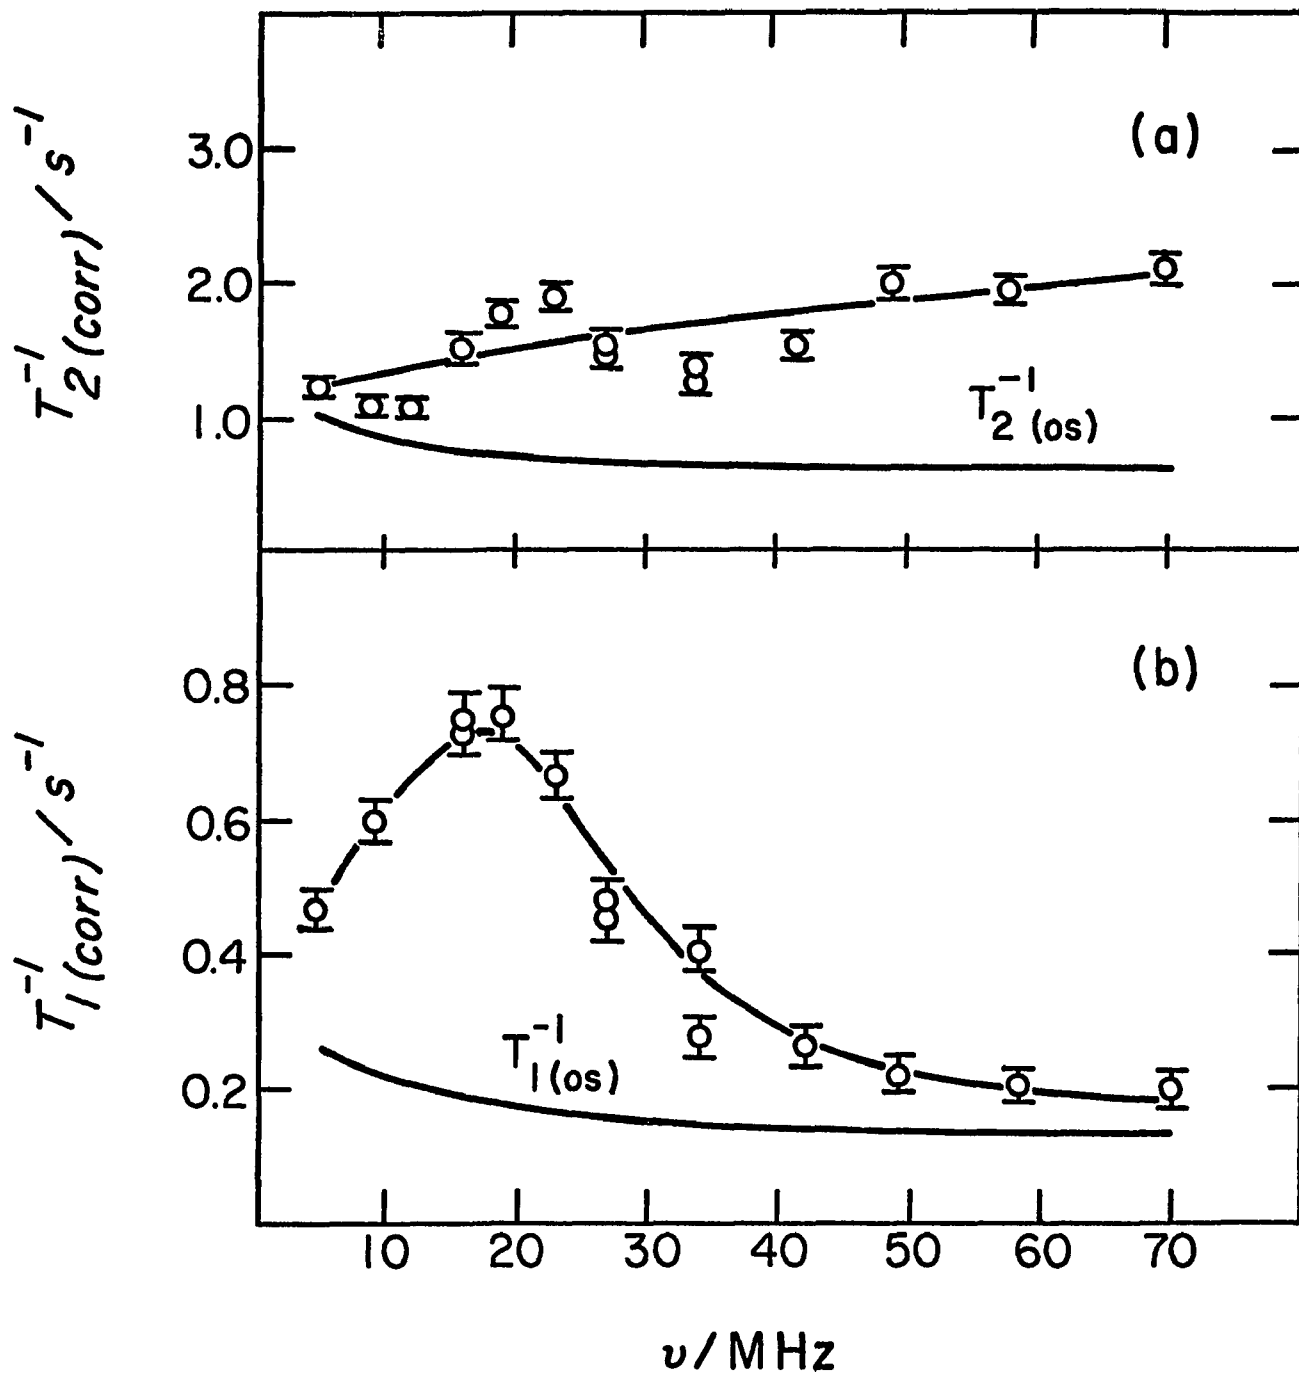 (a)
T₂₍corr₎⁻¹/s⁻¹
3.0
2.0
1.0
T₂ ₍os₎⁻¹
(b)
T₁₍corr₎⁻¹/s⁻¹
0.8
0.6
0.4
0.2
T₁₍os₎⁻¹
10 20 30 40 50 60 70
ν/MHz